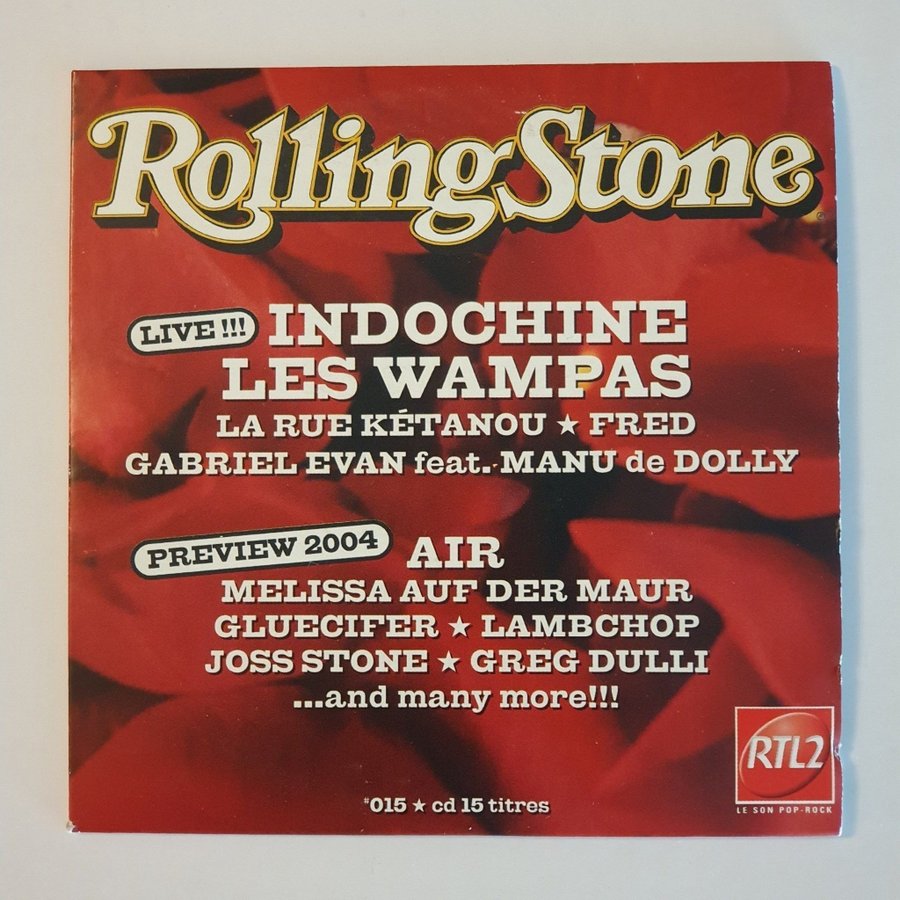 RollingStone
LIVE!!! INDOCHINE
LES WAMPAS
LA RUE KÉTANOU ★ FRED
GABRIEL EVAN feat. MANU de DOLLY
PREVIEW 2004 AIR
MELISSA AUF DER MAUR
GLUECIFER ★ LAMBCHOP
JOSS STONE ★ GREG DULLI
...and many more!!!
RTL2
LE SON POP-ROCK
#015 ★ cd 15 titres